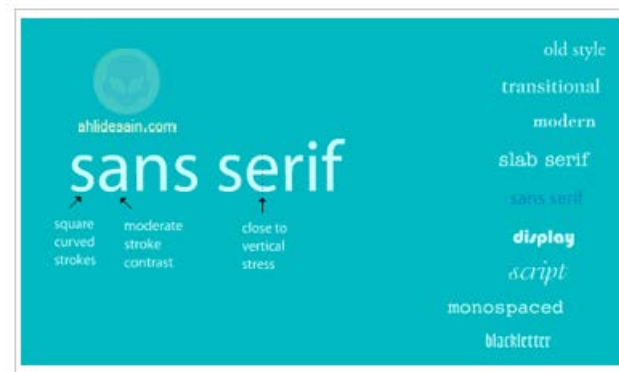 ahlidesain.com
sans serif
square
curved
strokes
moderate
stroke
contrast
close to
vertical
stress
old style
transitional
modern
slab serif
sans serif
display
script
monospaced
blackletter